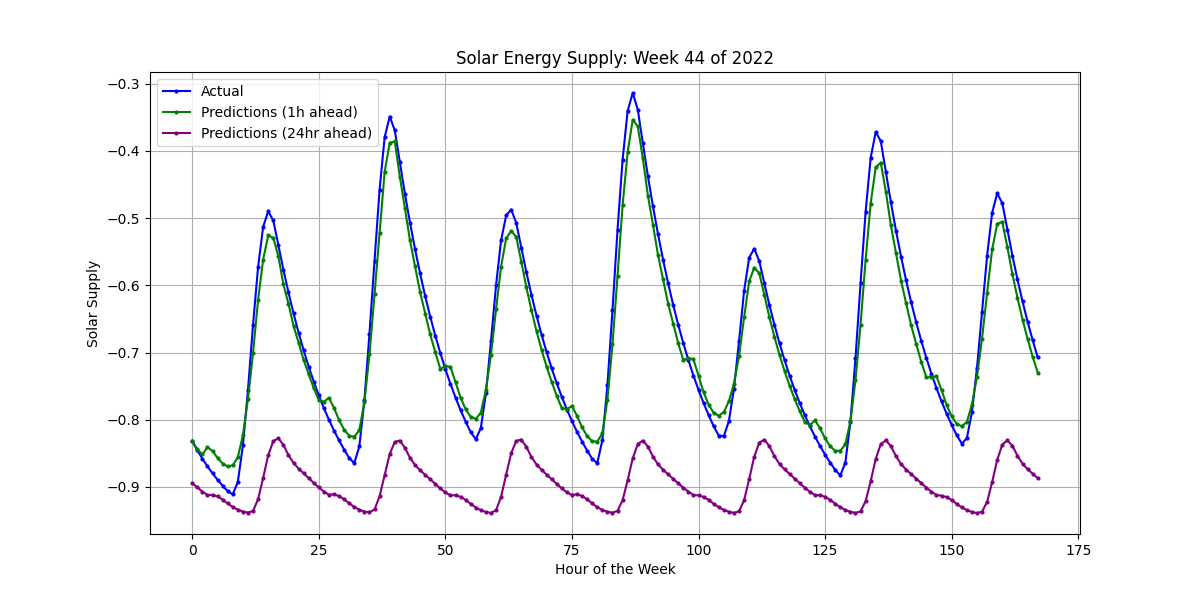 Solar Energy Supply: Week 44 of 2022
Actual
Predictions (1h ahead)
Predictions (24hr ahead)
Solar Supply
−0.3
−0.4
−0.5
−0.6
−0.7
−0.8
−0.9
0 25 50 75 100 125 150 175
Hour of the Week